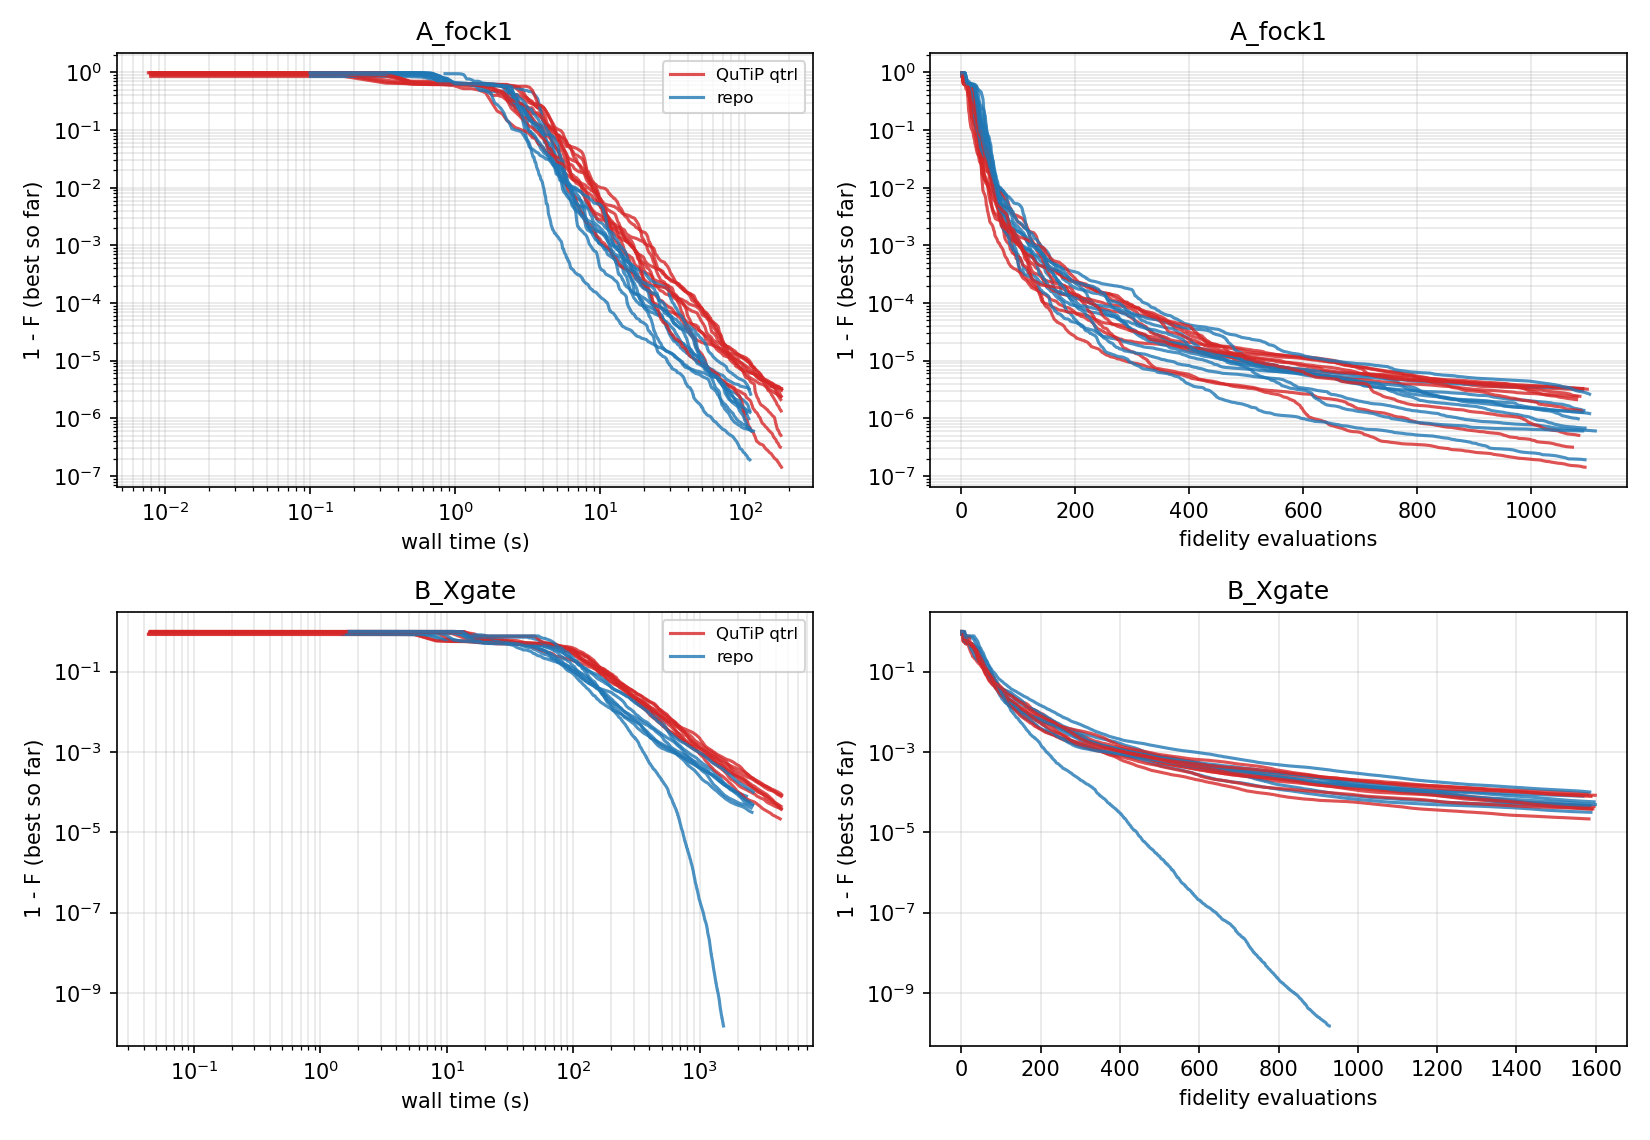 A_fock1
1 - F (best so far)
10⁰
10⁻¹
10⁻²
10⁻³
10⁻⁴
10⁻⁵
10⁻⁶
10⁻⁷
QuTiP qtrl
repo
10⁻² 10⁻¹ 10⁰ 10¹ 10²
wall time (s)
A_fock1
1 - F (best so far)
10⁰
10⁻¹
10⁻²
10⁻³
10⁻⁴
10⁻⁵
10⁻⁶
10⁻⁷
0 200 400 600 800 1000
fidelity evaluations
B_Xgate
1 - F (best so far)
10⁻¹
10⁻³
10⁻⁵
10⁻⁷
10⁻⁹
QuTiP qtrl
repo
10⁻¹ 10⁰ 10¹ 10² 10³
wall time (s)
B_Xgate
1 - F (best so far)
10⁻¹
10⁻³
10⁻⁵
10⁻⁷
10⁻⁹
0 200 400 600 800 1000 1200 1400 1600
fidelity evaluations